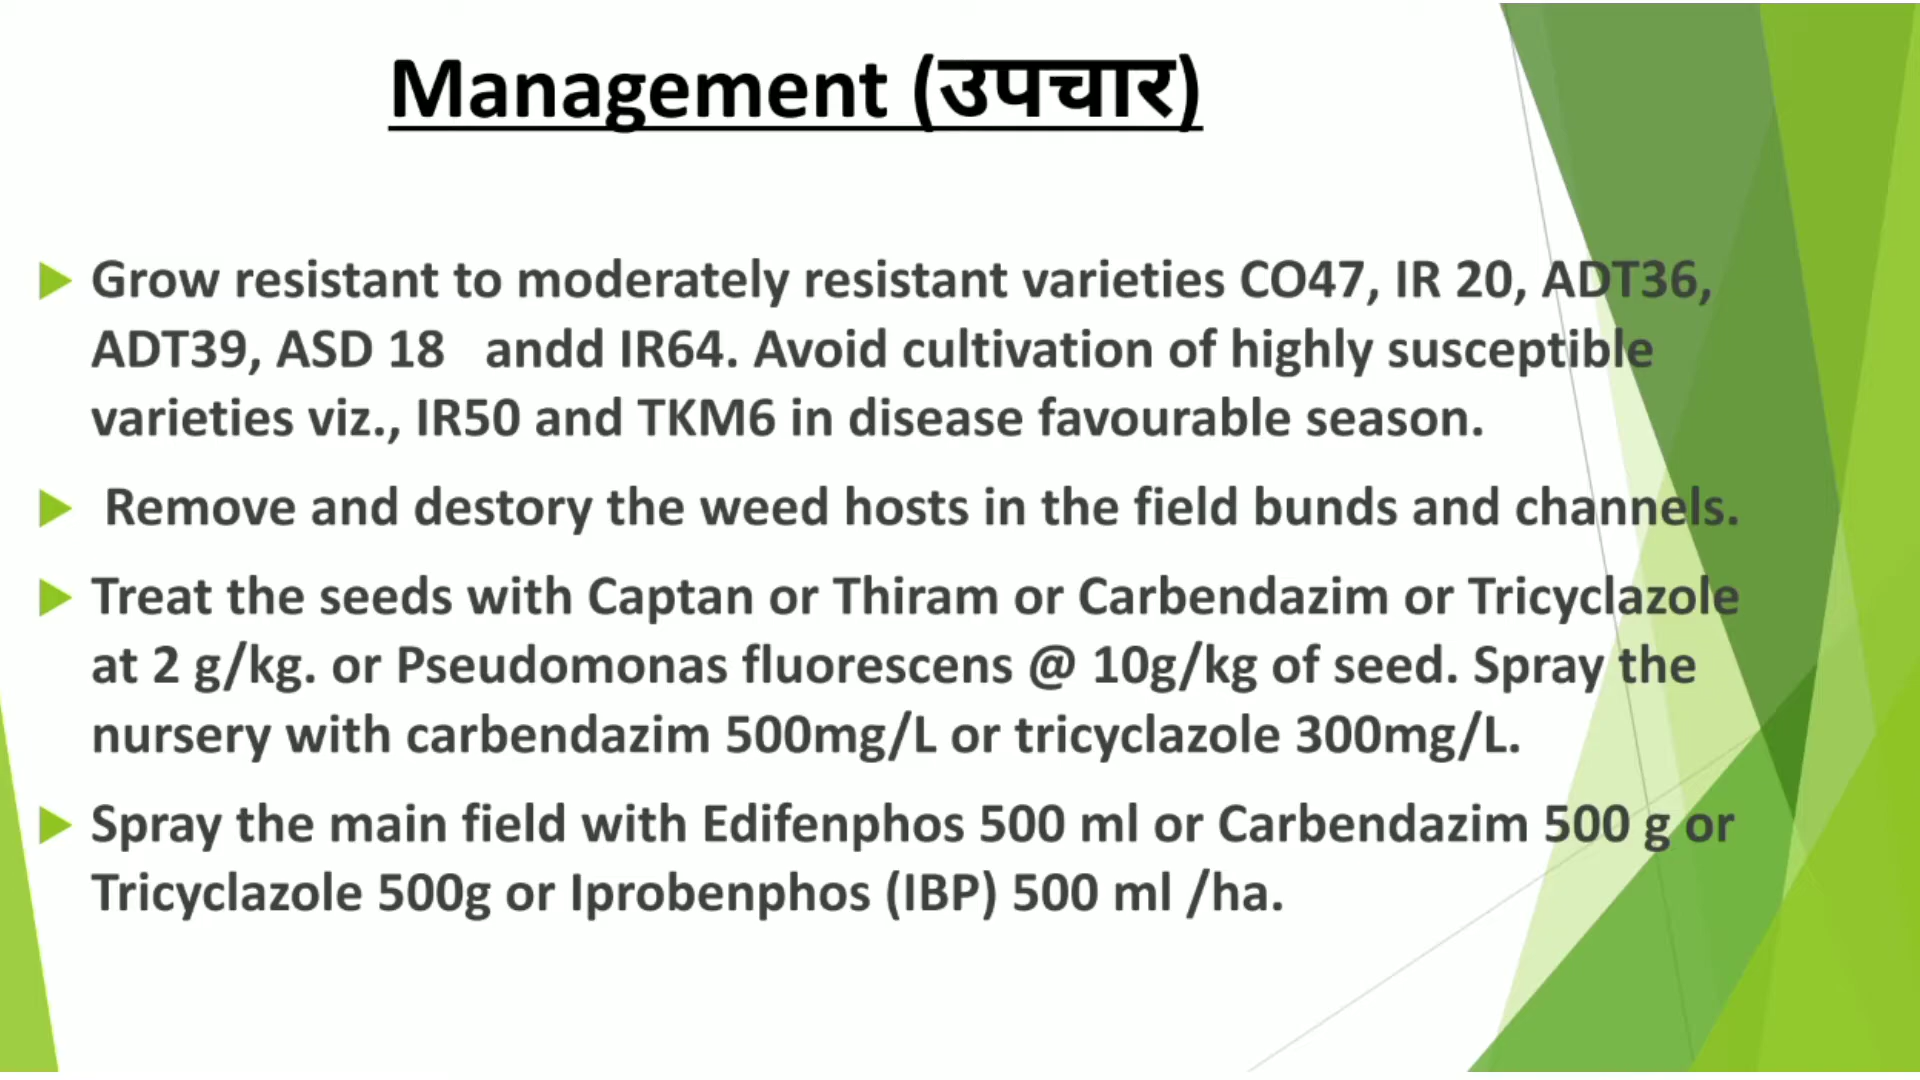 Management (उपचार)
Grow resistant to moderately resistant varieties CO47, IR 20, ADT36,
ADT39, ASD 18 andd IR64. Avoid cultivation of highly susceptible
varieties viz., IR50 and TKM6 in disease favourable season.
Remove and destory the weed hosts in the field bunds and channels.
Treat the seeds with Captan or Thiram or Carbendazim or Tricyclazole
at 2 g/kg. or Pseudomonas fluorescens @ 10g/kg of seed. Spray the
nursery with carbendazim 500mg/L or tricyclazole 300mg/L.
Spray the main field with Edifenphos 500 ml or Carbendazim 500 g or
Tricyclazole 500g or Iprobenphos (IBP) 500 ml /ha.